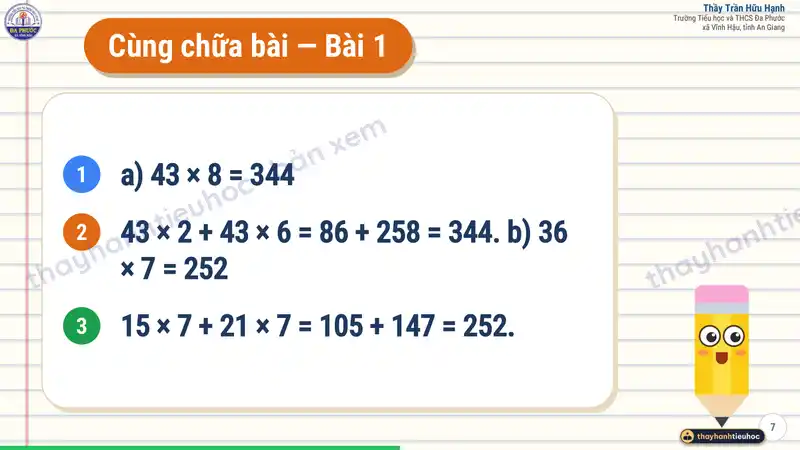 Thầy Trần Hữu Hạnh
Trường Tiểu học và THCS Đa Phước
xã Vĩnh Hậu, tỉnh An Giang
ĐA PHƯỚC
Cùng chữa bài – Bài 1
1 a) 43 × 8 = 344
2 43 × 2 + 43 × 6 = 86 + 258 = 344. b) 36
× 7 = 252
3 15 × 7 + 21 × 7 = 105 + 147 = 252.
7
thayhanhtieuhoc